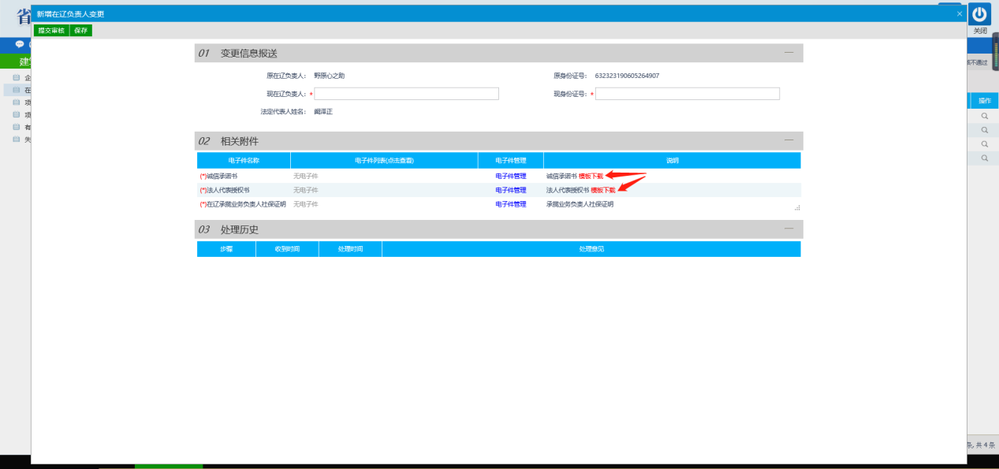 省
新增在辽负责人变更
×
关闭
提交审核 保存
建
企
在
项
项
有
失
不通过
操作
01 变更信息报送
原在辽负责人： 野原心之助 原身份证号： 632323190605264907
现在辽负责人：* 现身份证号：*
法定代表人姓名： 阚泽正
02 相关附件
电子件名称 电子件列表(点击查看) 电子件管理 说明
(*)诚信承诺书 无电子件 电子件管理 诚信承诺书 模板下载
(*)法人代表授权书 无电子件 电子件管理 法人代表授权书 模板下载
(*)在辽承揽业务负责人社保证明 无电子件 电子件管理 承揽业务负责人社保证明
03 处理历史
步骤 收到时间 处理时间 处理意见
条, 共 4 条